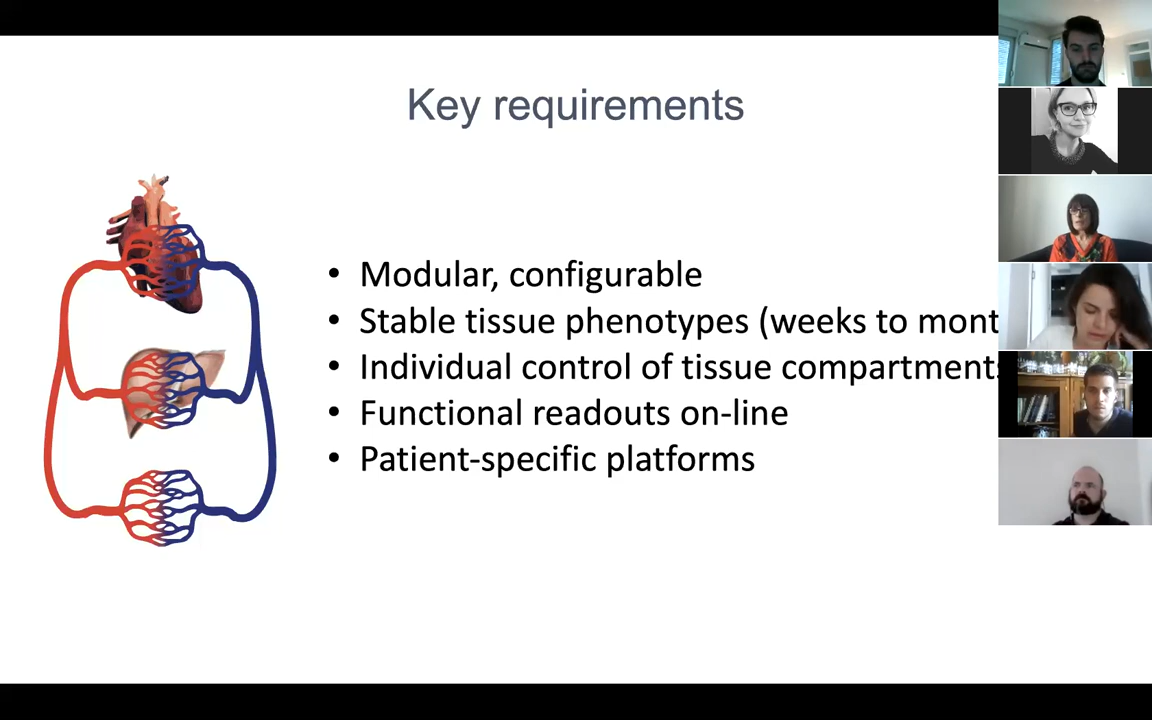 Key requirements
• Modular, configurable
• Stable tissue phenotypes (weeks to mont
• Individual control of tissue compartments
• Functional readouts on-line
• Patient-specific platforms